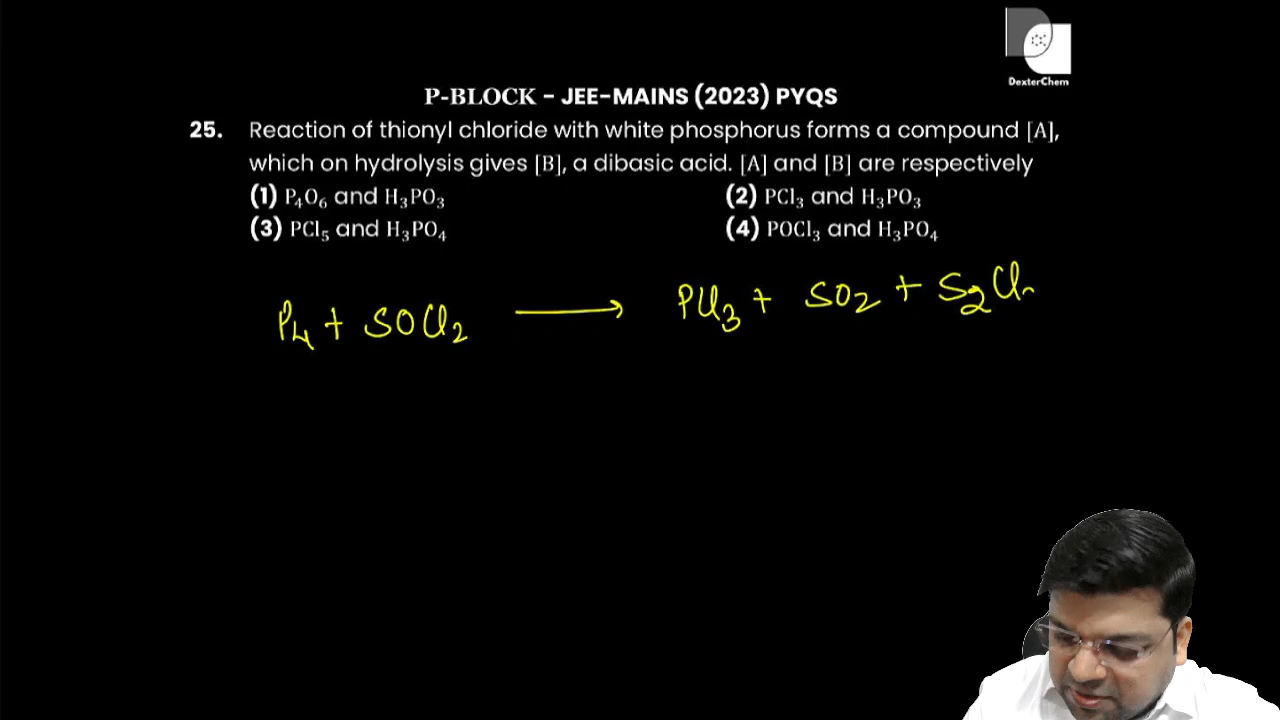 DexterChem
P-BLOCK - JEE-MAINS (2023) PYQS
25. Reaction of thionyl chloride with white phosphorus forms a compound [A],
which on hydrolysis gives [B], a dibasic acid. [A] and [B] are respectively
(1) P₄O₆ and H₃PO₃ (2) PCl₃ and H₃PO₃
(3) PCl₅ and H₃PO₄ (4) POCl₃ and H₃PO₄
P₄ + SOCl₂ ⟶ PCl₃ + SO₂ + S₂Cl